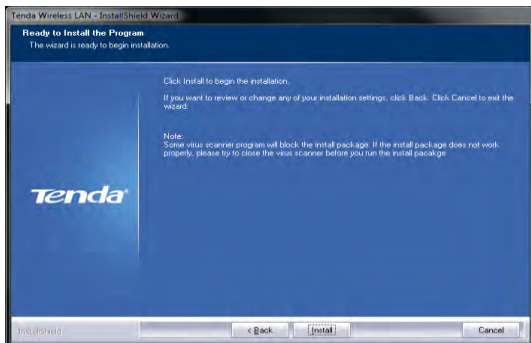 Tenda Wireless LAN - InstallShield Wizard
Ready to Install the Program
The wizard is ready to begin installation.
Click Install to begin the installation.
If you want to review or change any of your installation settings, click Back. Click Cancel to exit the
wizard.
Note:
Some virus scanner program will block the install package. If the install package does not work
properly, please try to close the virus scanner before you run the install pacakge
Tenda
InstallShield
< Back
Install
Cancel